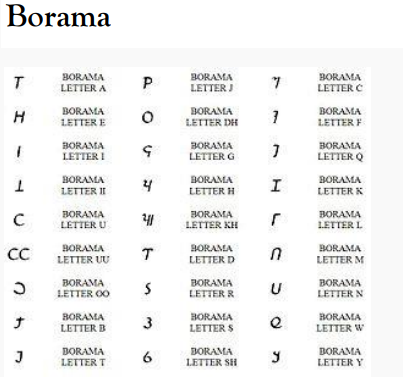 Borama
T BORAMA LETTER A P BORAMA LETTER J BORAMA LETTER C
H BORAMA LETTER E O BORAMA LETTER DH BORAMA LETTER F
BORAMA LETTER I BORAMA LETTER G BORAMA LETTER Q
BORAMA LETTER II BORAMA LETTER H I BORAMA LETTER K
C BORAMA LETTER U BORAMA LETTER KH BORAMA LETTER L
CC BORAMA LETTER UU T BORAMA LETTER D BORAMA LETTER M
BORAMA LETTER OO S BORAMA LETTER R U BORAMA LETTER N
BORAMA LETTER B 3 BORAMA LETTER S BORAMA LETTER W
BORAMA LETTER T 6 BORAMA LETTER SH BORAMA LETTER Y